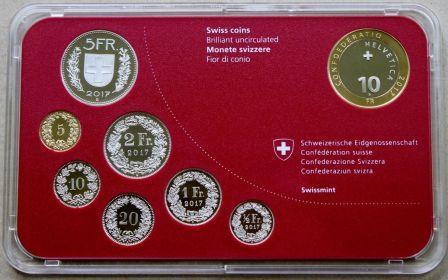 Swiss coins
Brilliant uncirculated
Monete svizzere
Fior di conio
5FR
2017
CONFOEDERATIO HELVETICA
10
FR
5
2 Fr.
2017
10
1 Fr.
2017
20
½ Fr.
2017
Schweizerische Eidgenossenschaft
Confédération suisse
Confederazione Svizzera
Confederaziun svizra
Swissmint